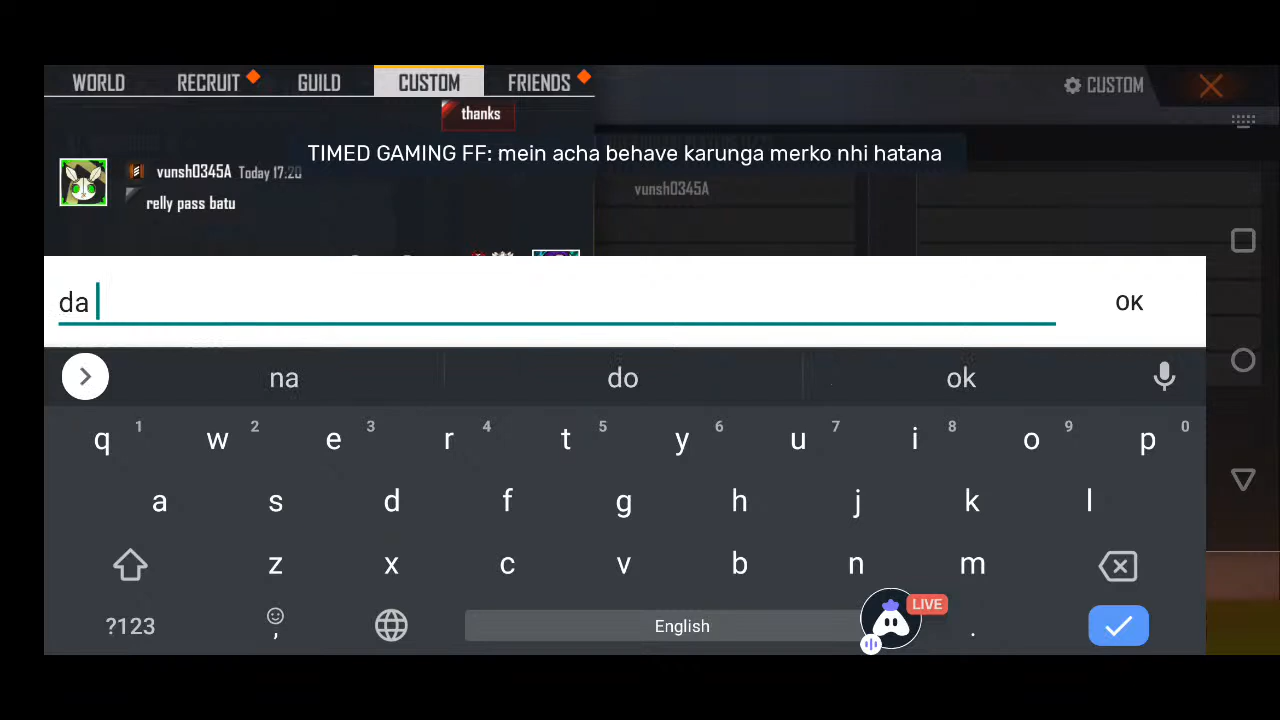 WORLD RECRUIT GUILD CUSTOM FRIENDS CUSTOM
thanks
TIMED GAMING FF: mein acha behave karunga merko nhi hatana
vunsh0345A Today 17:20
relly pass batu
vunsh0345A
da OK
na do ok
q 1 w 2 e 3 r 4 t 5 y 6 u 7 i 8 o 9 p 0
a s d f g h j k l
z x c v b n m
?123 , English .
LIVE